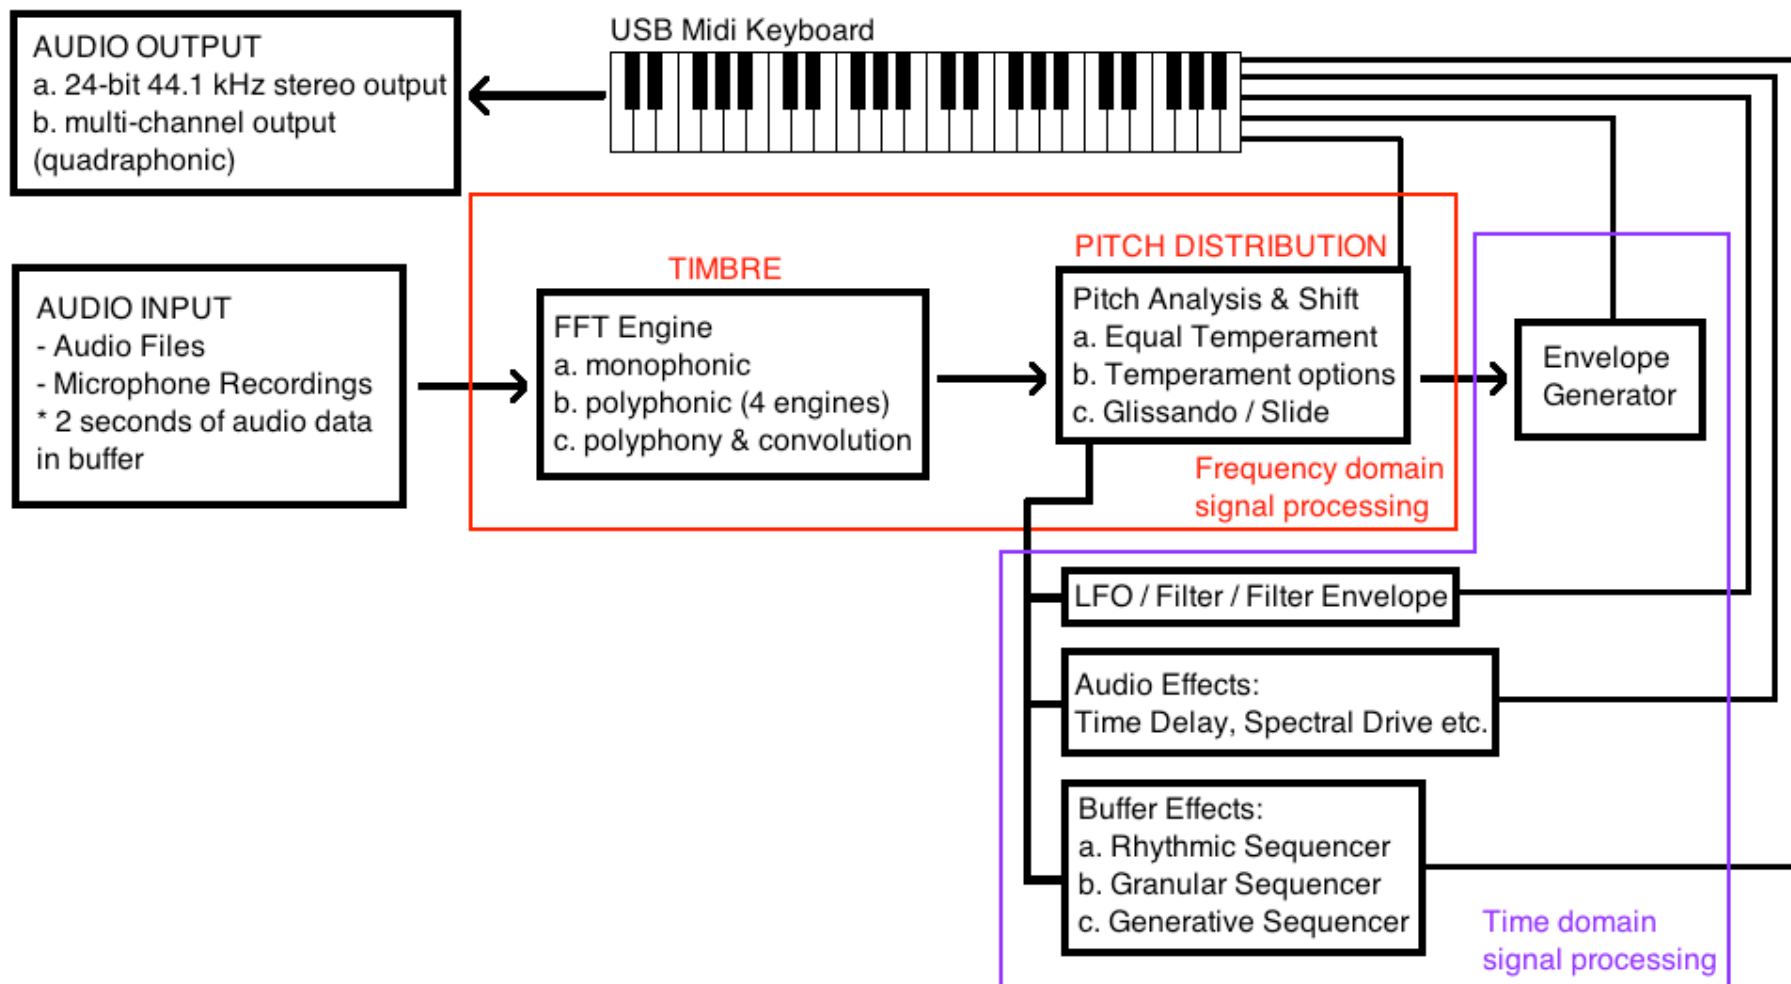 USB Midi Keyboard
AUDIO OUTPUT
a. 24-bit 44.1 kHz stereo output
b. multi-channel output
(quadraphonic)
AUDIO INPUT
- Audio Files
- Microphone Recordings
* 2 seconds of audio data
in buffer
TIMBRE
FFT Engine
a. monophonic
b. polyphonic (4 engines)
c. polyphony & convolution
PITCH DISTRIBUTION
Pitch Analysis & Shift
a. Equal Temperament
b. Temperament options
c. Glissando / Slide
Frequency domain
signal processing
Envelope
Generator
LFO / Filter / Filter Envelope
Audio Effects:
Time Delay, Spectral Drive etc.
Buffer Effects:
a. Rhythmic Sequencer
b. Granular Sequencer
c. Generative Sequencer
Time domain
signal processing